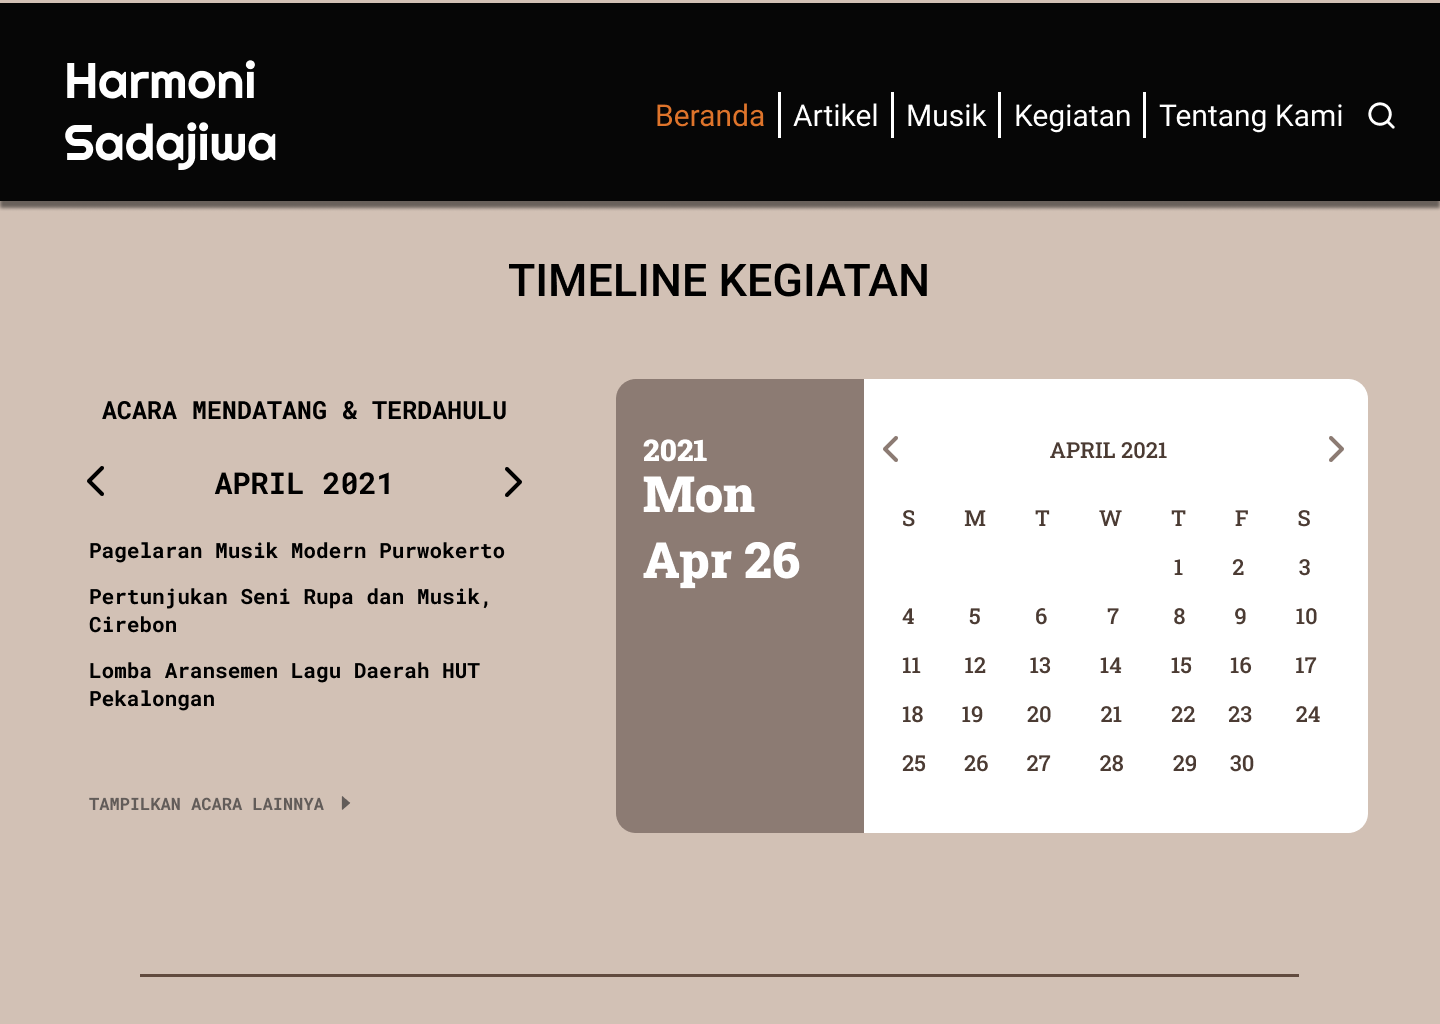 Harmoni
Sadajiwa
Beranda Artikel Musik Kegiatan Tentang Kami
TIMELINE KEGIATAN
ACARA MENDATANG & TERDAHULU
APRIL 2021
Pagelaran Musik Modern Purwokerto
Pertunjukan Seni Rupa dan Musik,
Cirebon
Lomba Aransemen Lagu Daerah HUT
Pekalongan
TAMPILKAN ACARA LAINNYA
2021
Mon
Apr 26
APRIL 2021
S M T W T F S
1 2 3
4 5 6 7 8 9 10
11 12 13 14 15 16 17
18 19 20 21 22 23 24
25 26 27 28 29 30